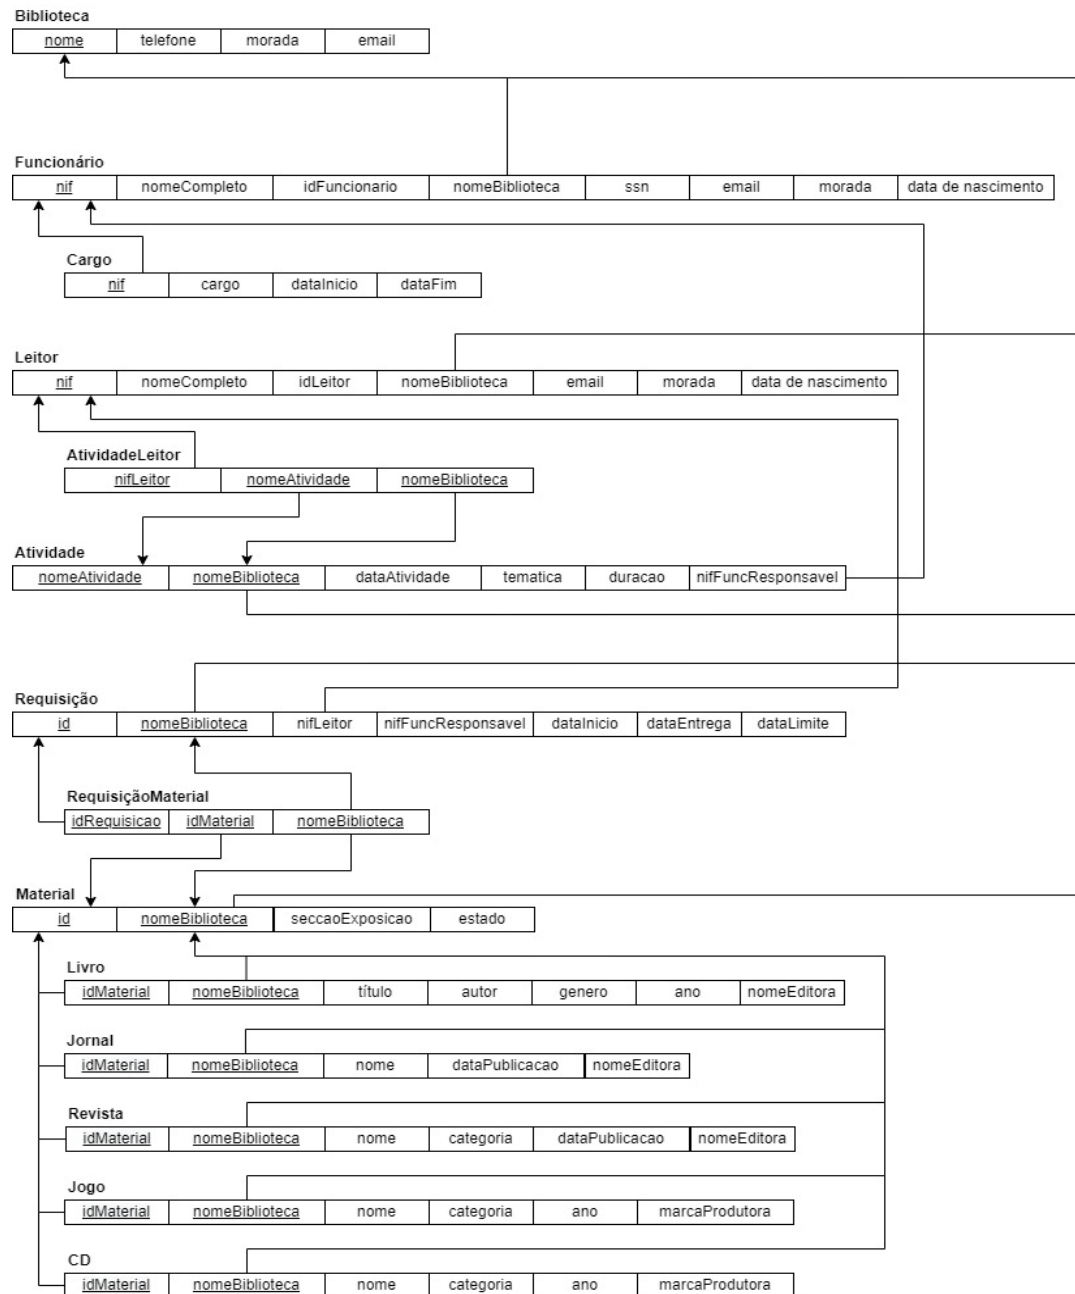 Biblioteca
nome telefone morada email
Funcionário
nif nomeCompleto idFuncionario nomeBiblioteca ssn email morada data de nascimento
Cargo
nif cargo dataInicio dataFim
Leitor
nif nomeCompleto idLeitor nomeBiblioteca email morada data de nascimento
AtividadeLeitor
nifLeitor nomeAtividade nomeBiblioteca
Atividade
nomeAtividade nomeBiblioteca dataAtividade tematica duracao nifFuncResponsavel
Requisição
id nomeBiblioteca nifLeitor nifFuncResponsavel dataInicio dataEntrega dataLimite
RequisiçãoMaterial
idRequisicao idMaterial nomeBiblioteca
Material
id nomeBiblioteca seccaoExposicao estado
Livro
idMaterial nomeBiblioteca título autor genero ano nomeEditora
Jornal
idMaterial nomeBiblioteca nome dataPublicacao nomeEditora
Revista
idMaterial nomeBiblioteca nome categoria dataPublicacao nomeEditora
Jogo
idMaterial nomeBiblioteca nome categoria ano marcaProdutora
CD
idMaterial nomeBiblioteca nome categoria ano marcaProdutora